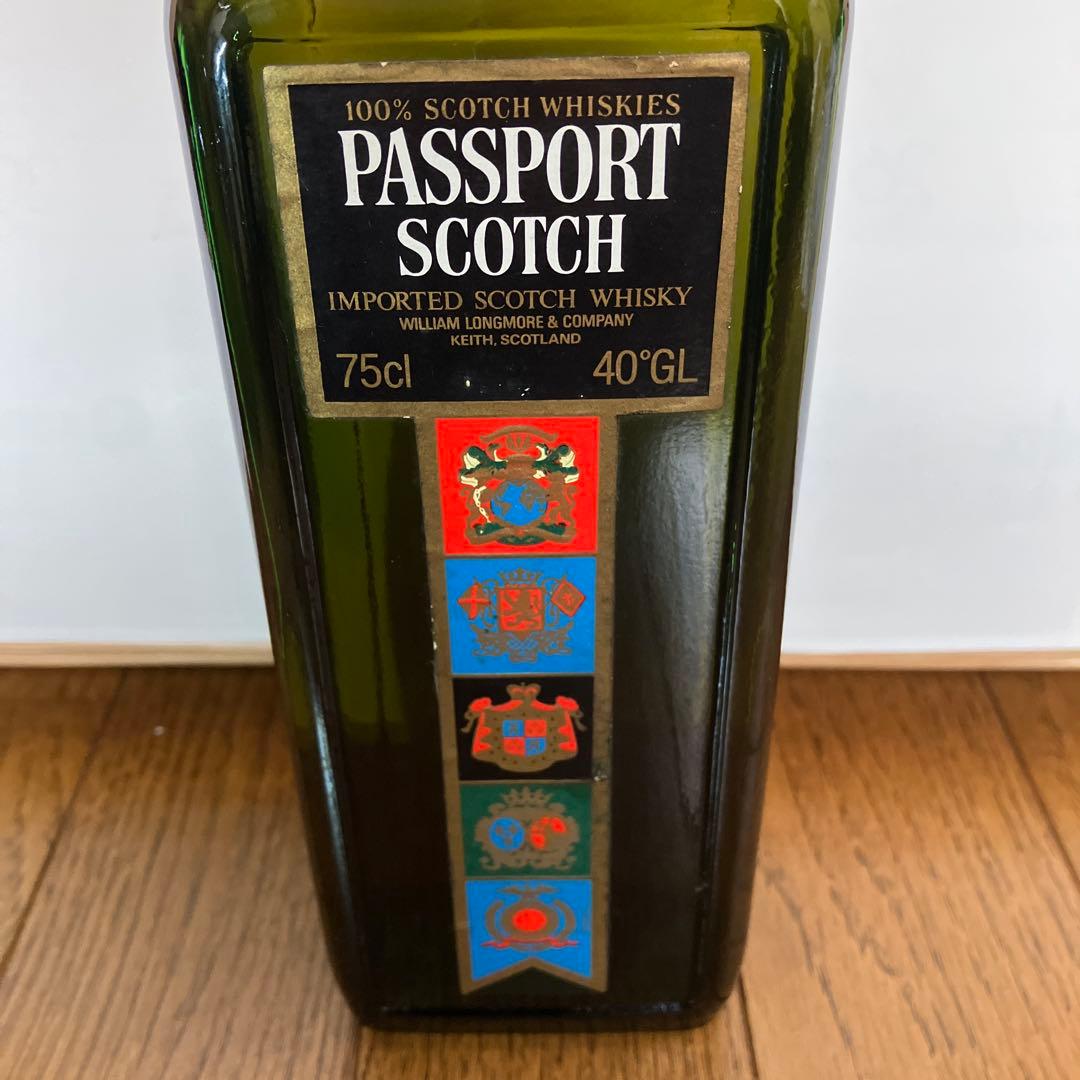 100% SCOTCH WHISKIES
PASSPORT
SCOTCH
IMPORTED SCOTCH WHISKY
WILLIAM LONGMORE & COMPANY
KEITH, SCOTLAND
75cl 40°GL